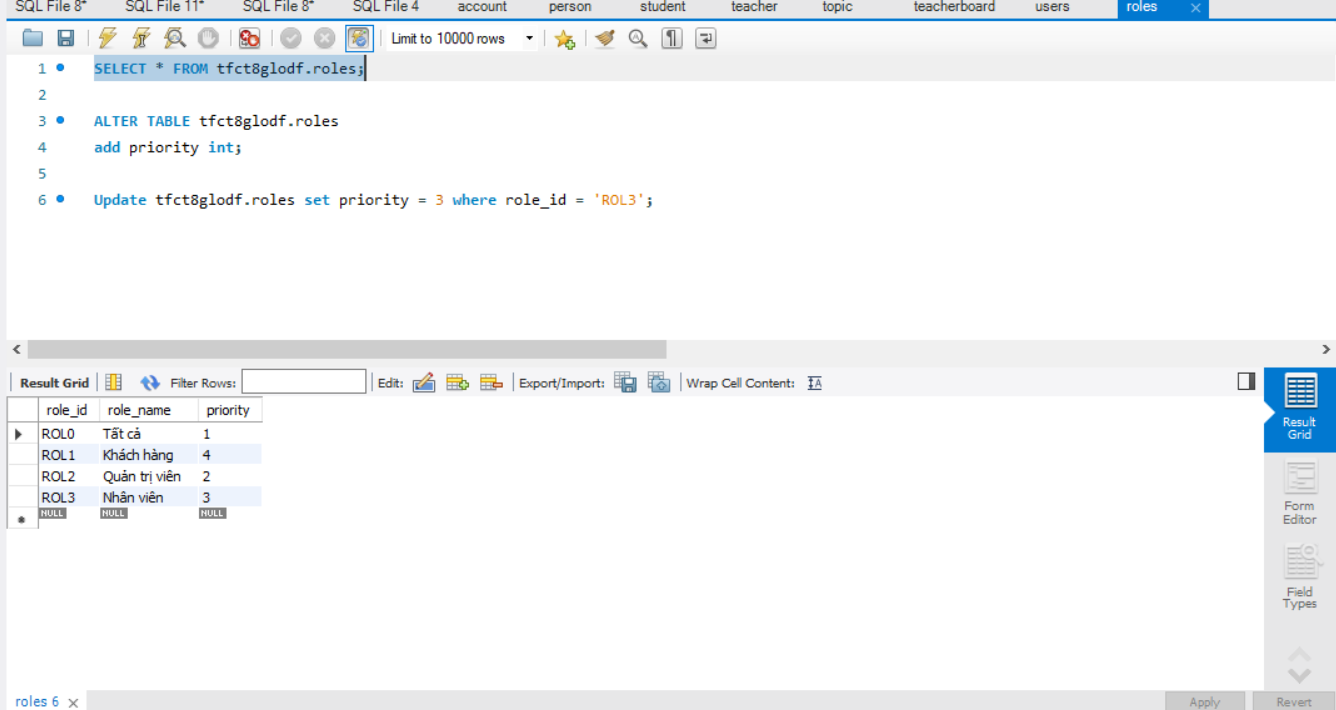 SQL File 8* SQL File 11* SQL File 8* SQL File 4 account person student teacher topic teacherboard users roles
Limit to 10000 rows
1 SELECT * FROM tfct8glodf.roles;
2
3 ALTER TABLE tfct8glodf.roles
4 add priority int;
5
6 Update tfct8glodf.roles set priority = 3 where role_id = 'ROL3';
Result Grid Filter Rows: Edit: Export/Import: Wrap Cell Content: IA
role_id role_name priority
ROL0 Tất cả 1
ROL1 Khách hàng 4
ROL2 Quản trị viên 2
ROL3 Nhân viên 3
NULL NULL NULL
Result
Grid
Form
Editor
Field
Types
roles 6
Apply Revert